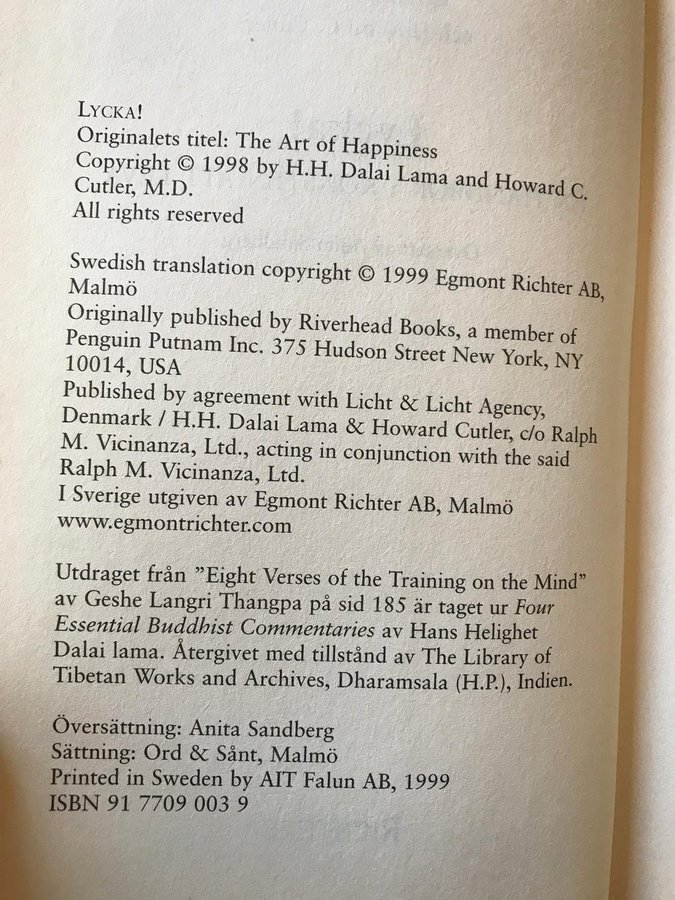 LYCKA!
Originalets titel: The Art of Happiness
Copyright © 1998 by H.H. Dalai Lama and Howard C.
Cutler, M.D.
All rights reserved
Swedish translation copyright © 1999 Egmont Richter AB,
Malmö
Originally published by Riverhead Books, a member of
Penguin Putnam Inc. 375 Hudson Street New York, NY
10014, USA
Published by agreement with Licht & Licht Agency,
Denmark / H.H. Dalai Lama & Howard Cutler, c/o Ralph
M. Vicinanza, Ltd., acting in conjunction with the said
Ralph M. Vicinanza, Ltd.
I Sverige utgiven av Egmont Richter AB, Malmö
www.egmontrichter.com
Utdraget från ”Eight Verses of the Training on the Mind”
av Geshe Langri Thangpa på sid 185 är taget ur Four
Essential Buddhist Commentaries av Hans Helighet
Dalai lama. Återgivet med tillstånd av The Library of
Tibetan Works and Archives, Dharamsala (H.P.), Indien.
Översättning: Anita Sandberg
Sättning: Ord & Sånt, Malmö
Printed in Sweden by AIT Falun AB, 1999
ISBN 91 7709 003 9